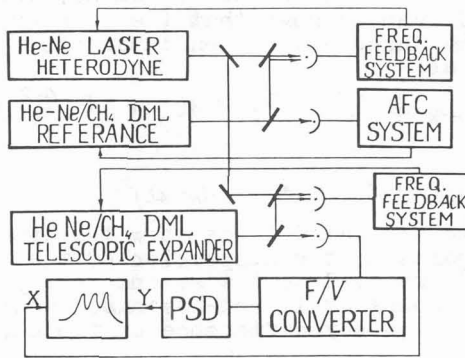 He-Ne LASER
HETERODYNE
FREQ.
FEEDBACK
SYSTEM
He-Ne/CH4 DML
REFERANCE
AFC
SYSTEM
He Ne/CH4 DML
TELESCOPIC EXPANDER
FREQ.
FEEDBACK
SYSTEM
X
Y
PSD
F/V
CONVERTER